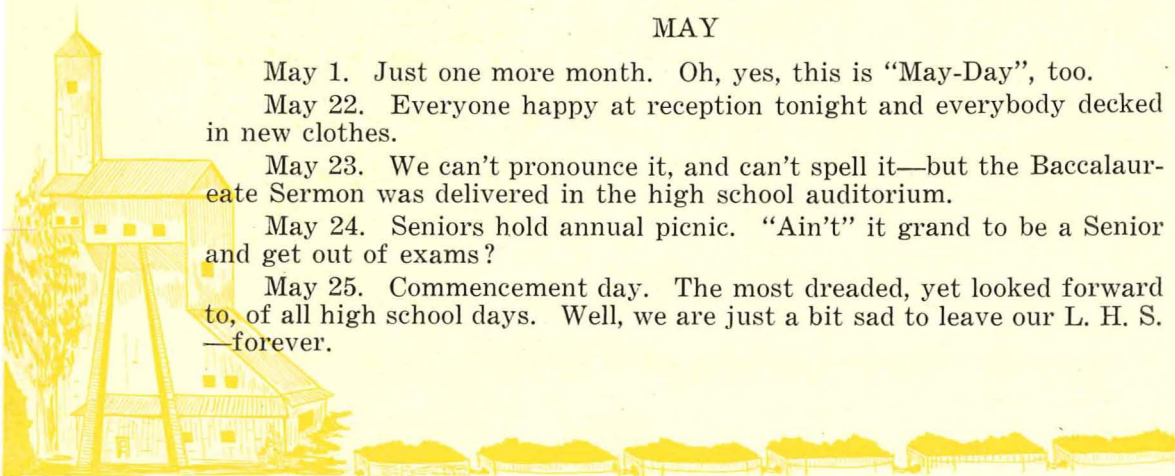 MAY
May 1. Just one more month. Oh, yes, this is “May-Day”, too.
May 22. Everyone happy at reception tonight and everybody decked
in new clothes.
May 23. We can't pronounce it, and can't spell it—but the Baccalaur-
eate Sermon was delivered in the high school auditorium.
May 24. Seniors hold annual picnic. “Ain't” it grand to be a Senior
and get out of exams?
May 25. Commencement day. The most dreaded, yet looked forward
to, of all high school days. Well, we are just a bit sad to leave our L. H. S.
—forever.